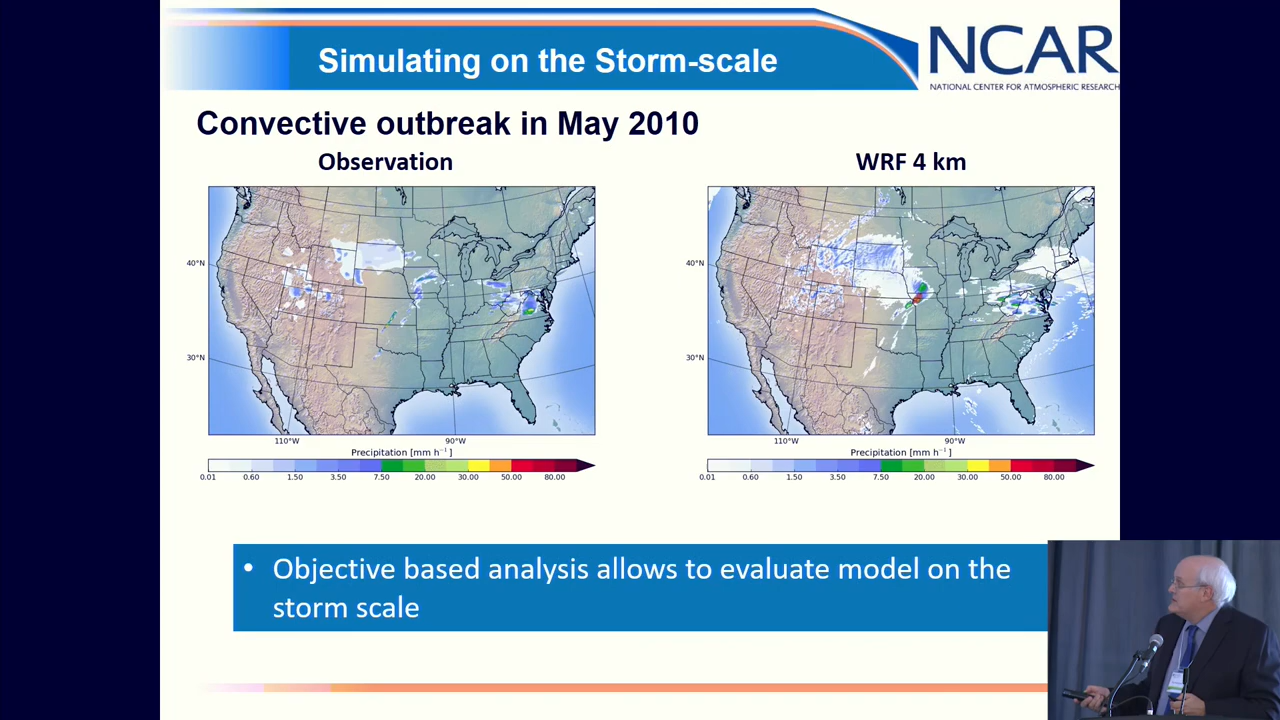 Simulating on the Storm-scale
NCAR
NATIONAL CENTER FOR ATMOSPHERIC RESEARCH
Convective outbreak in May 2010
Observation
WRF 4 km
40°N
30°N
110°W
90°W
Precipitation [mm h⁻¹]
0.01 0.60 1.50 3.50 7.50 20.00 30.00 50.00 80.00
40°N
30°N
110°W
90°W
Precipitation [mm h⁻¹]
0.01 0.60 1.50 3.50 7.50 20.00 30.00 50.00 80.00
• Objective based analysis allows to evaluate model on the
storm scale